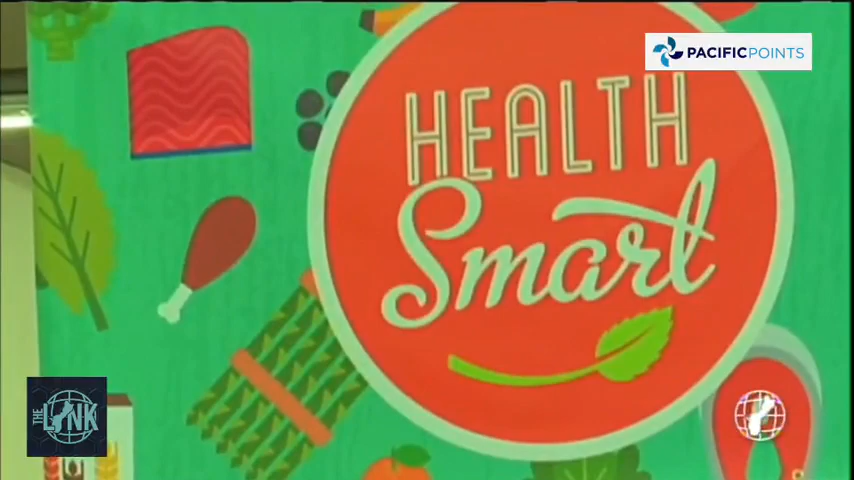 PACIFICPOINTS
HEALTH
Smart
THE
LINK